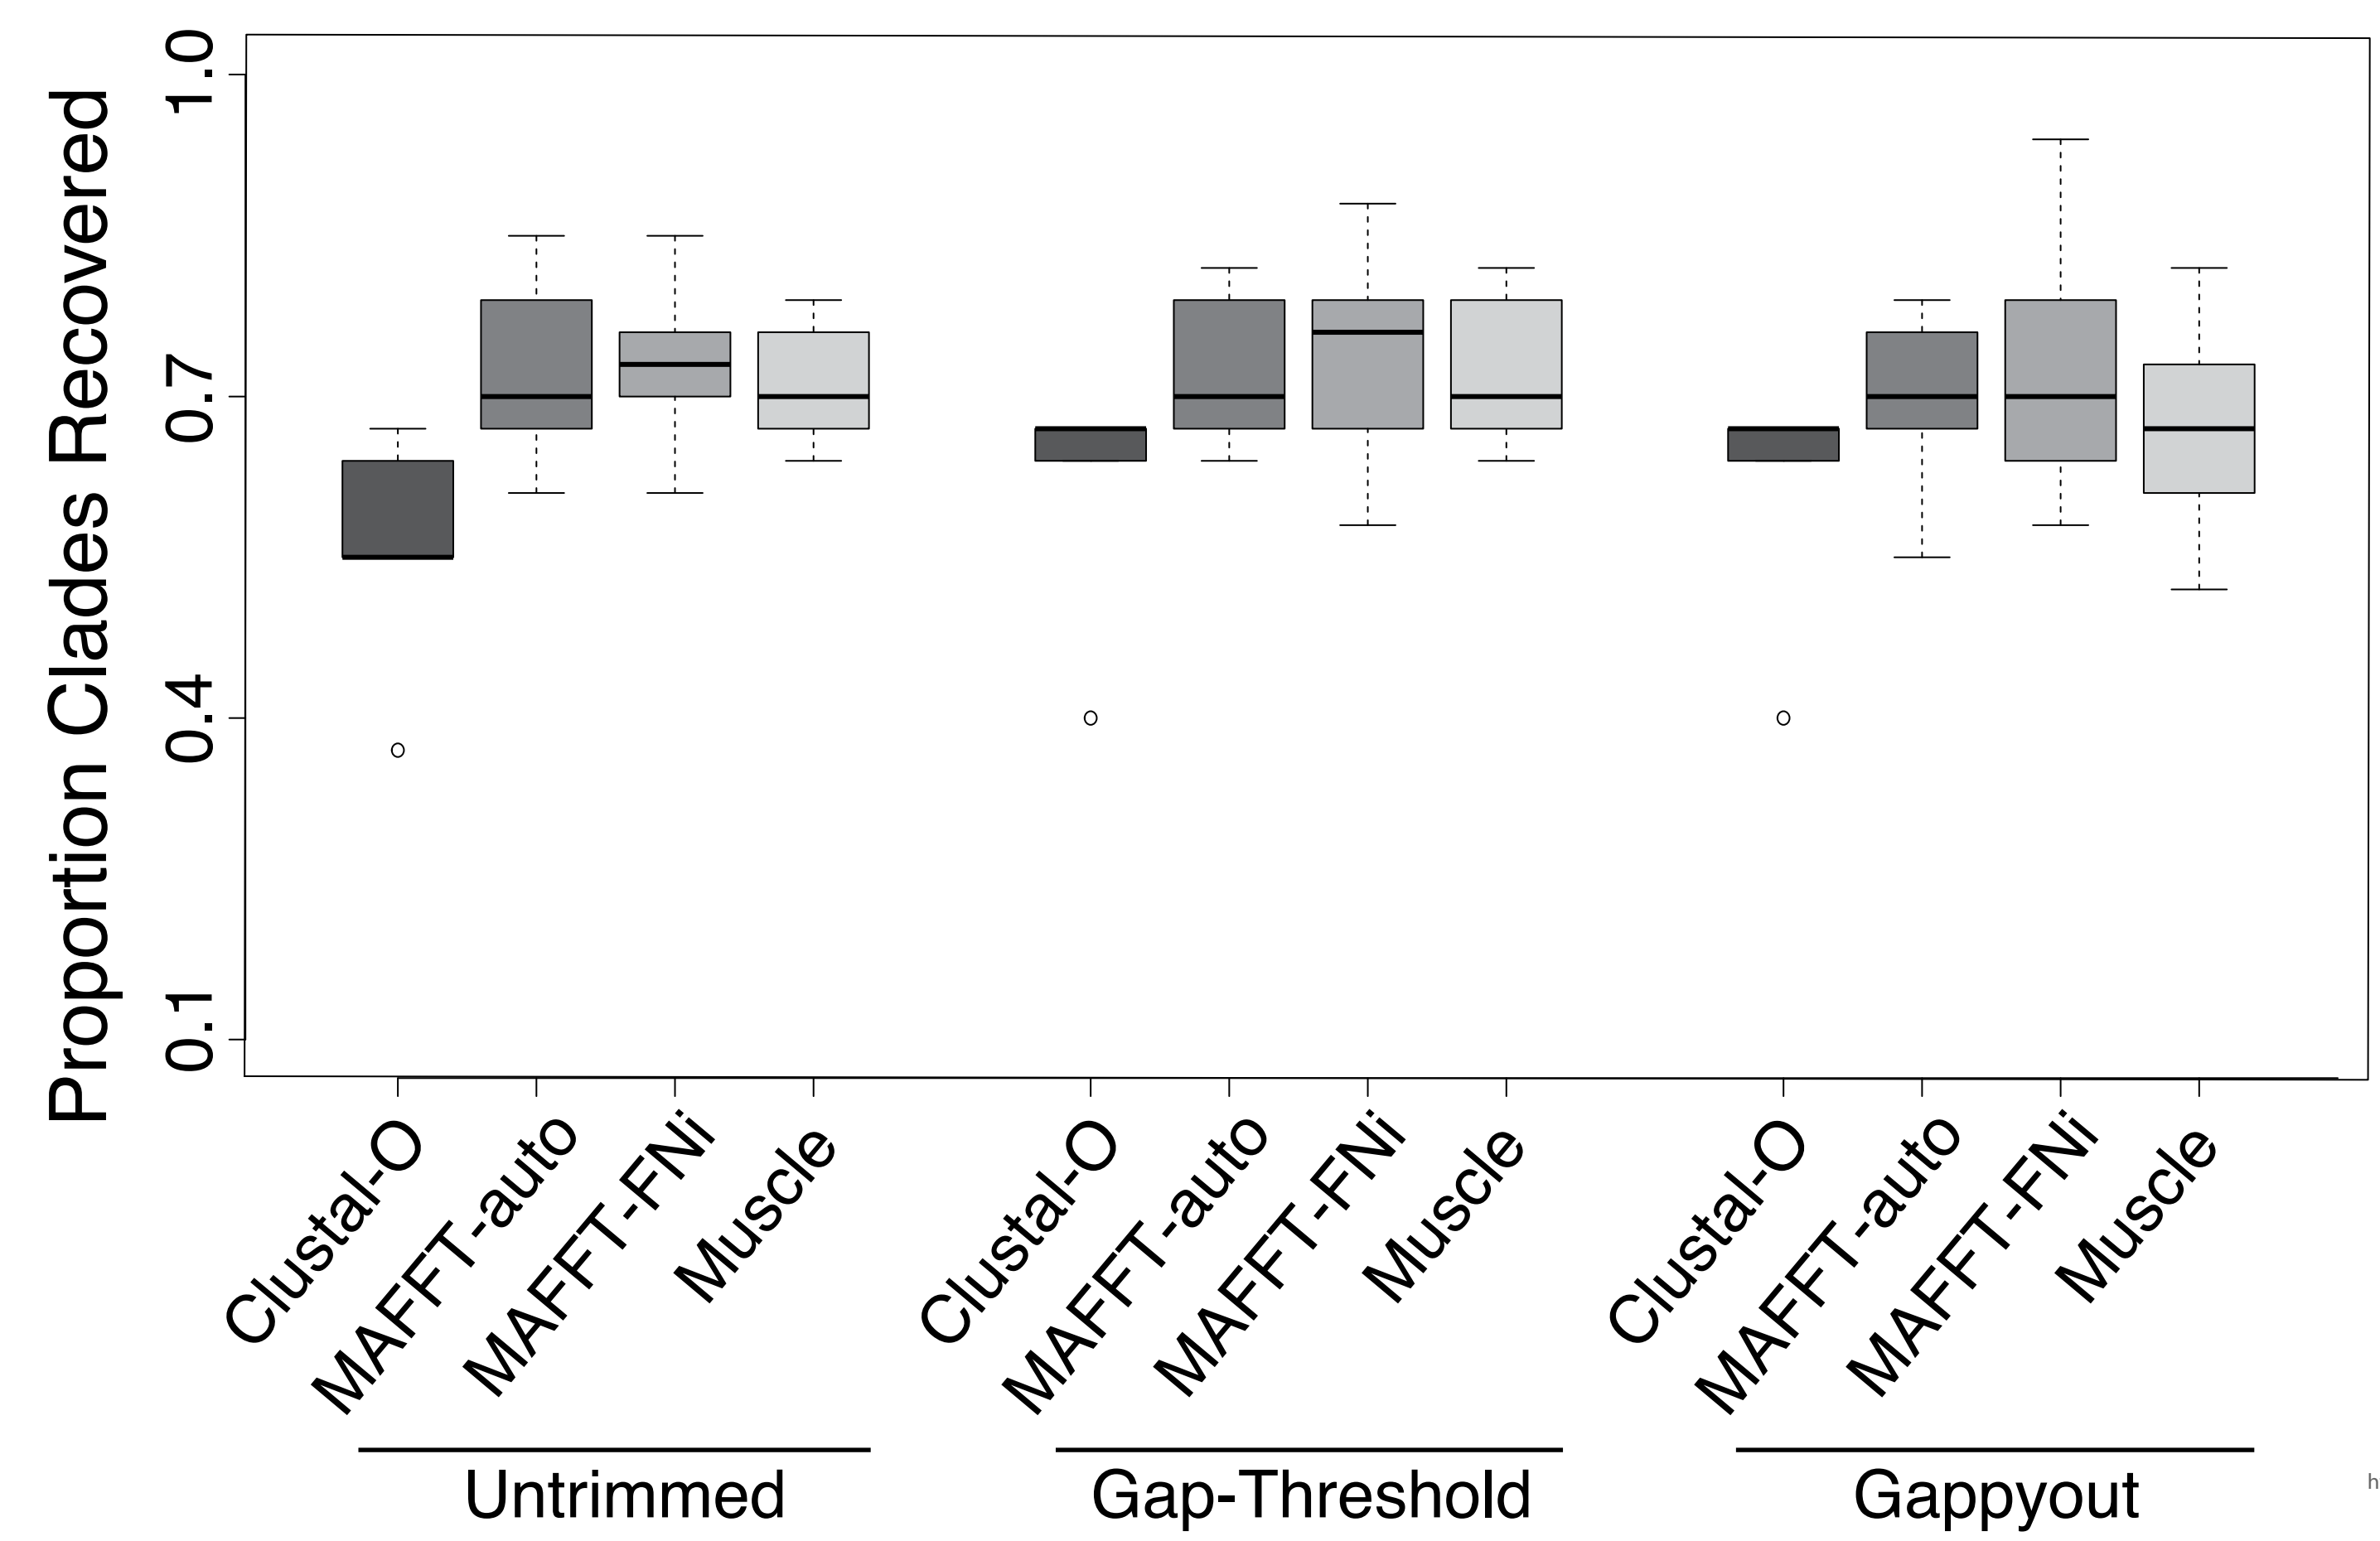 Proportion Clades Recovered
1.0
0.7
0.4
0.1
Clustal-O
MAFFT-auto
MAFFT-FNi
Muscle
Clustal-O
MAFFT-auto
MAFFT-FNi
Muscle
Clustal-O
MAFFT-auto
MAFFT-FNi
Muscle
Untrimmed
Gap-Threshold
Gappyout
h